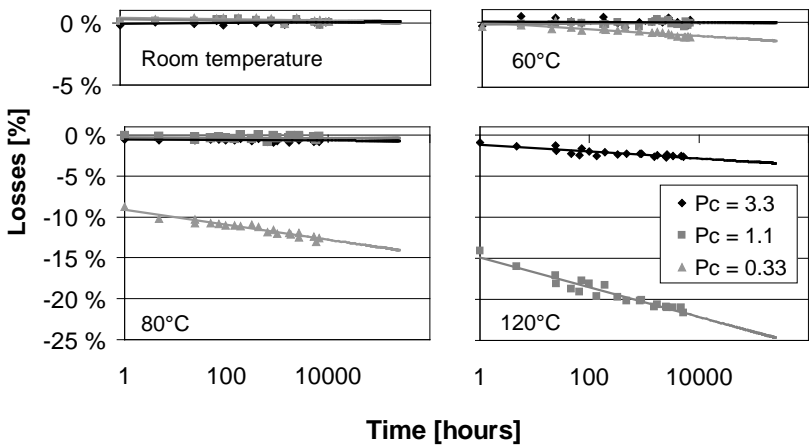 0 %
-5 %
Room temperature
60°C
Losses [%]
0 %
-5 %
-10 %
-15 %
-20 %
-25 %
80°C
120°C
Pc = 3.3
Pc = 1.1
Pc = 0.33
1
100
10000
1
100
10000
Time [hours]